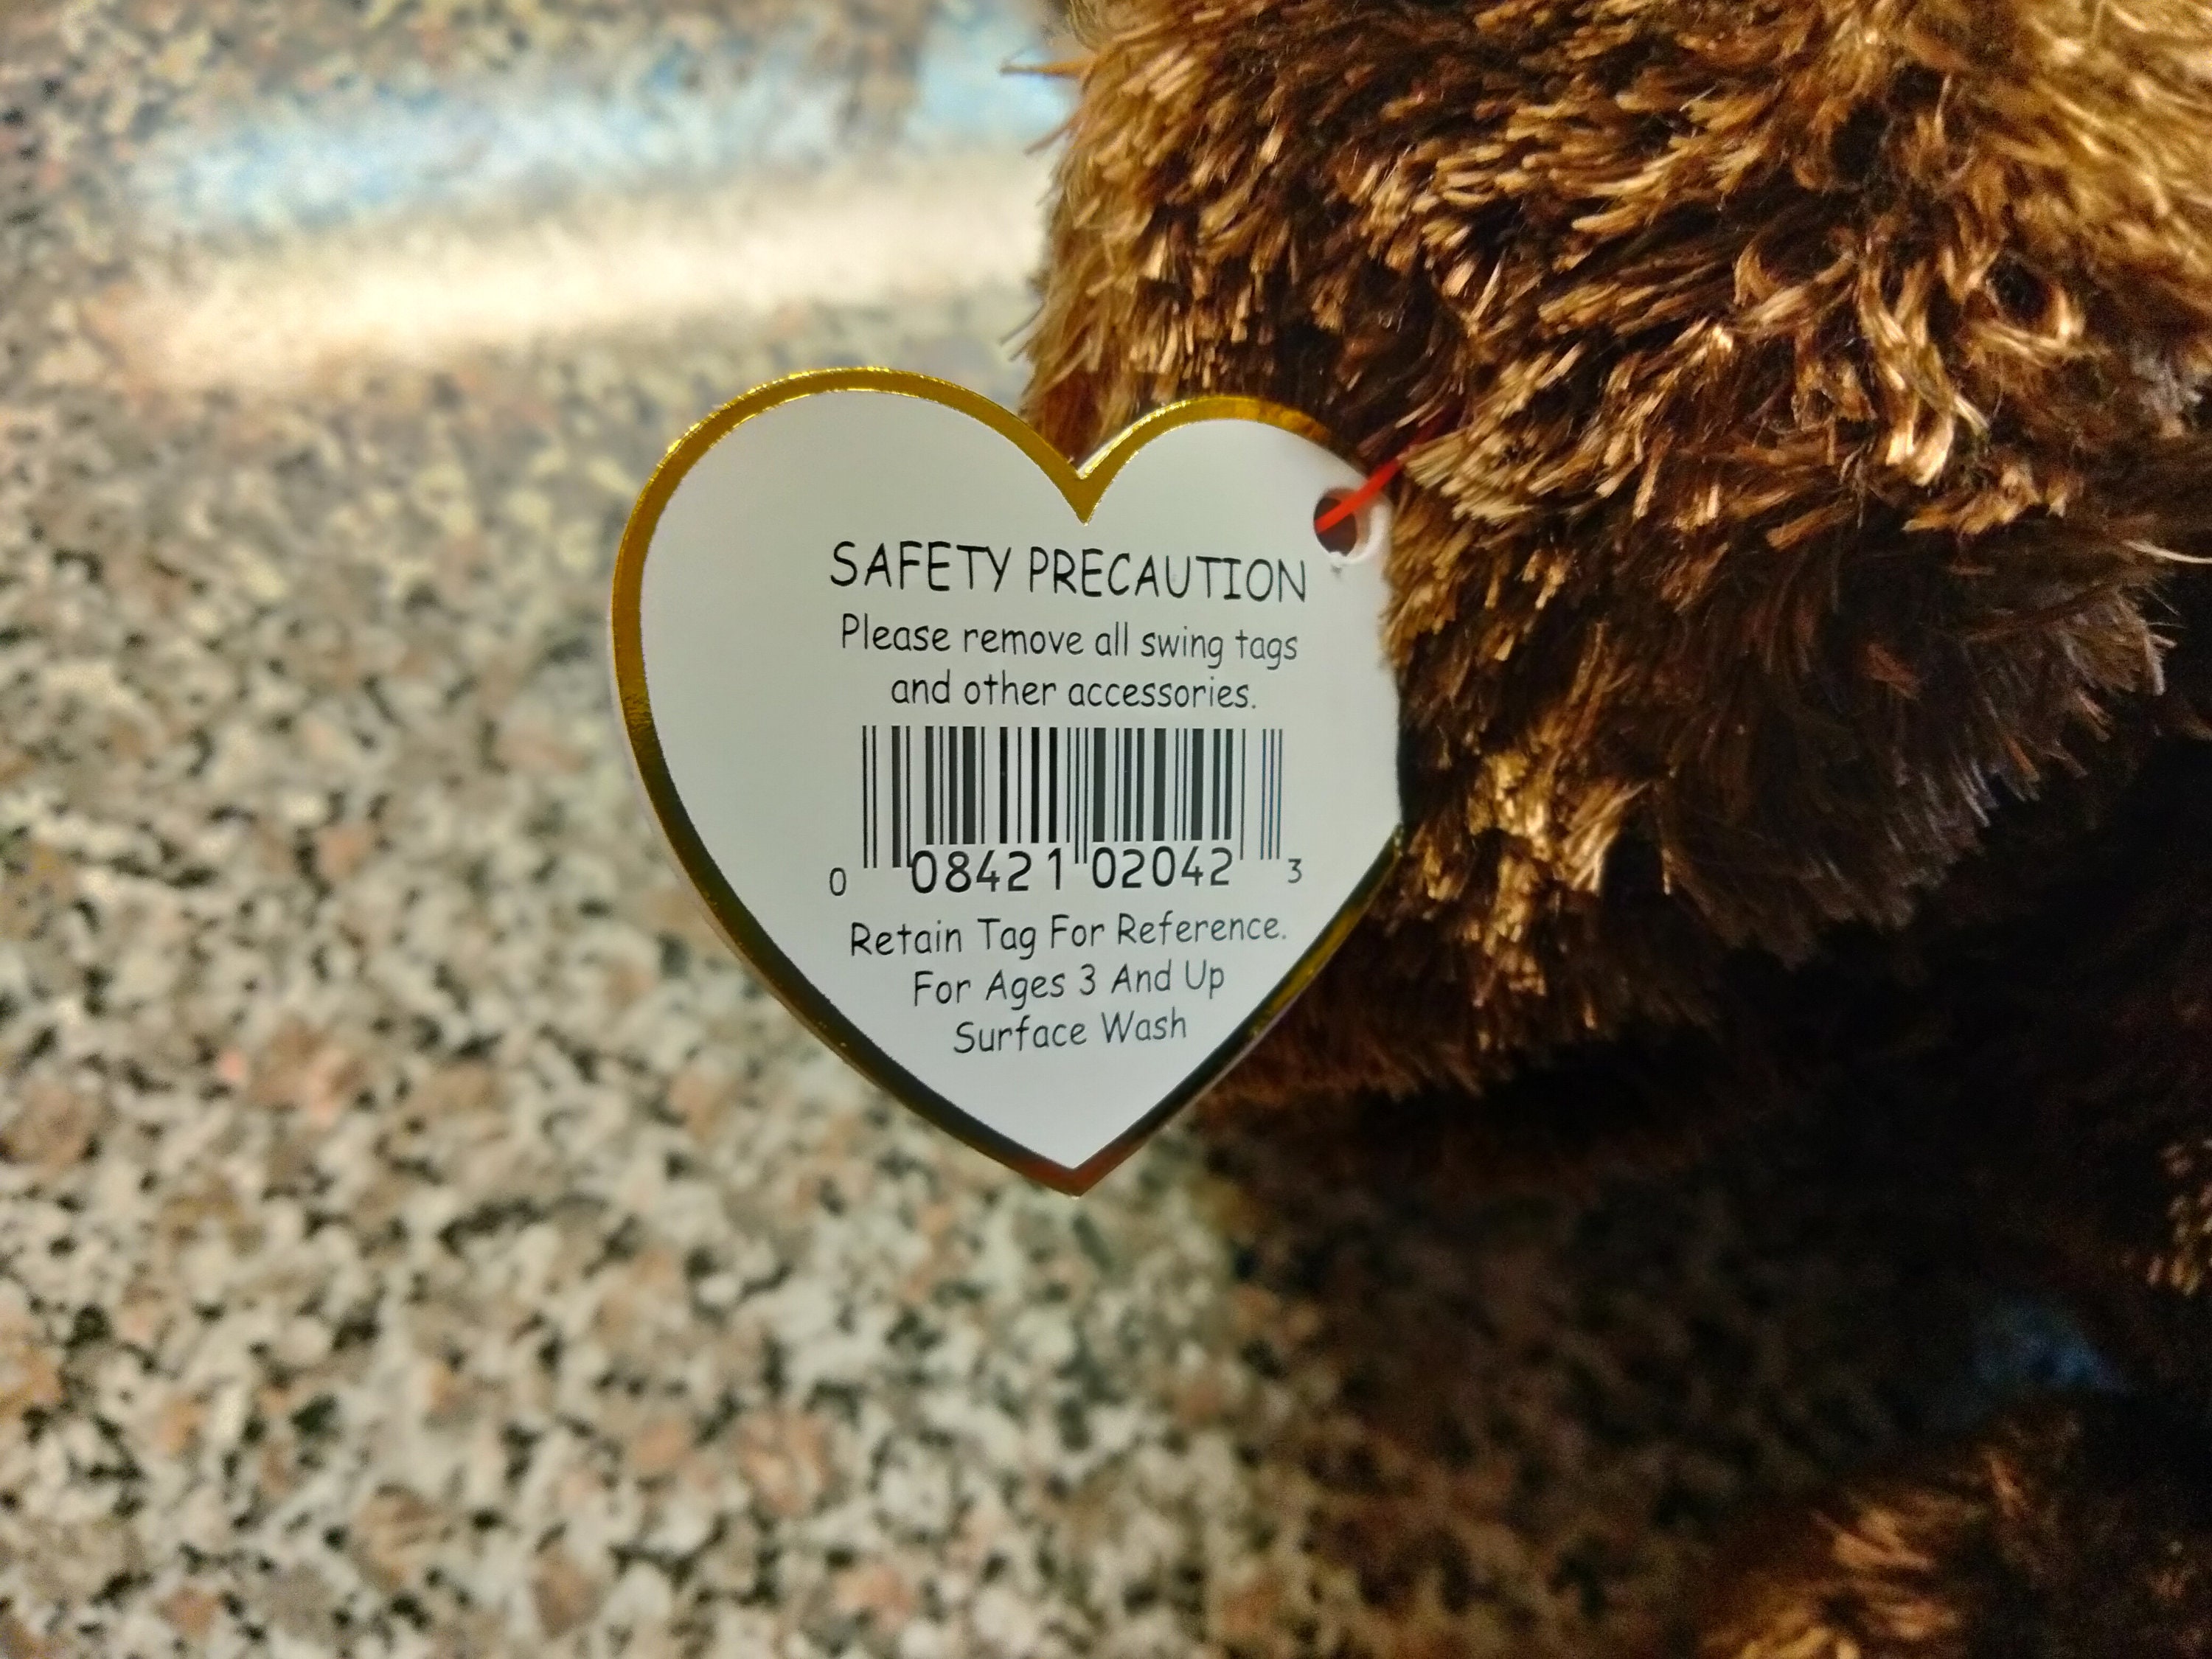 SAFETY PRECAUTION
Please remove all swing tags
and other accessories.
0 08421 02042 3
Retain Tag For Reference.
For Ages 3 And Up
Surface Wash